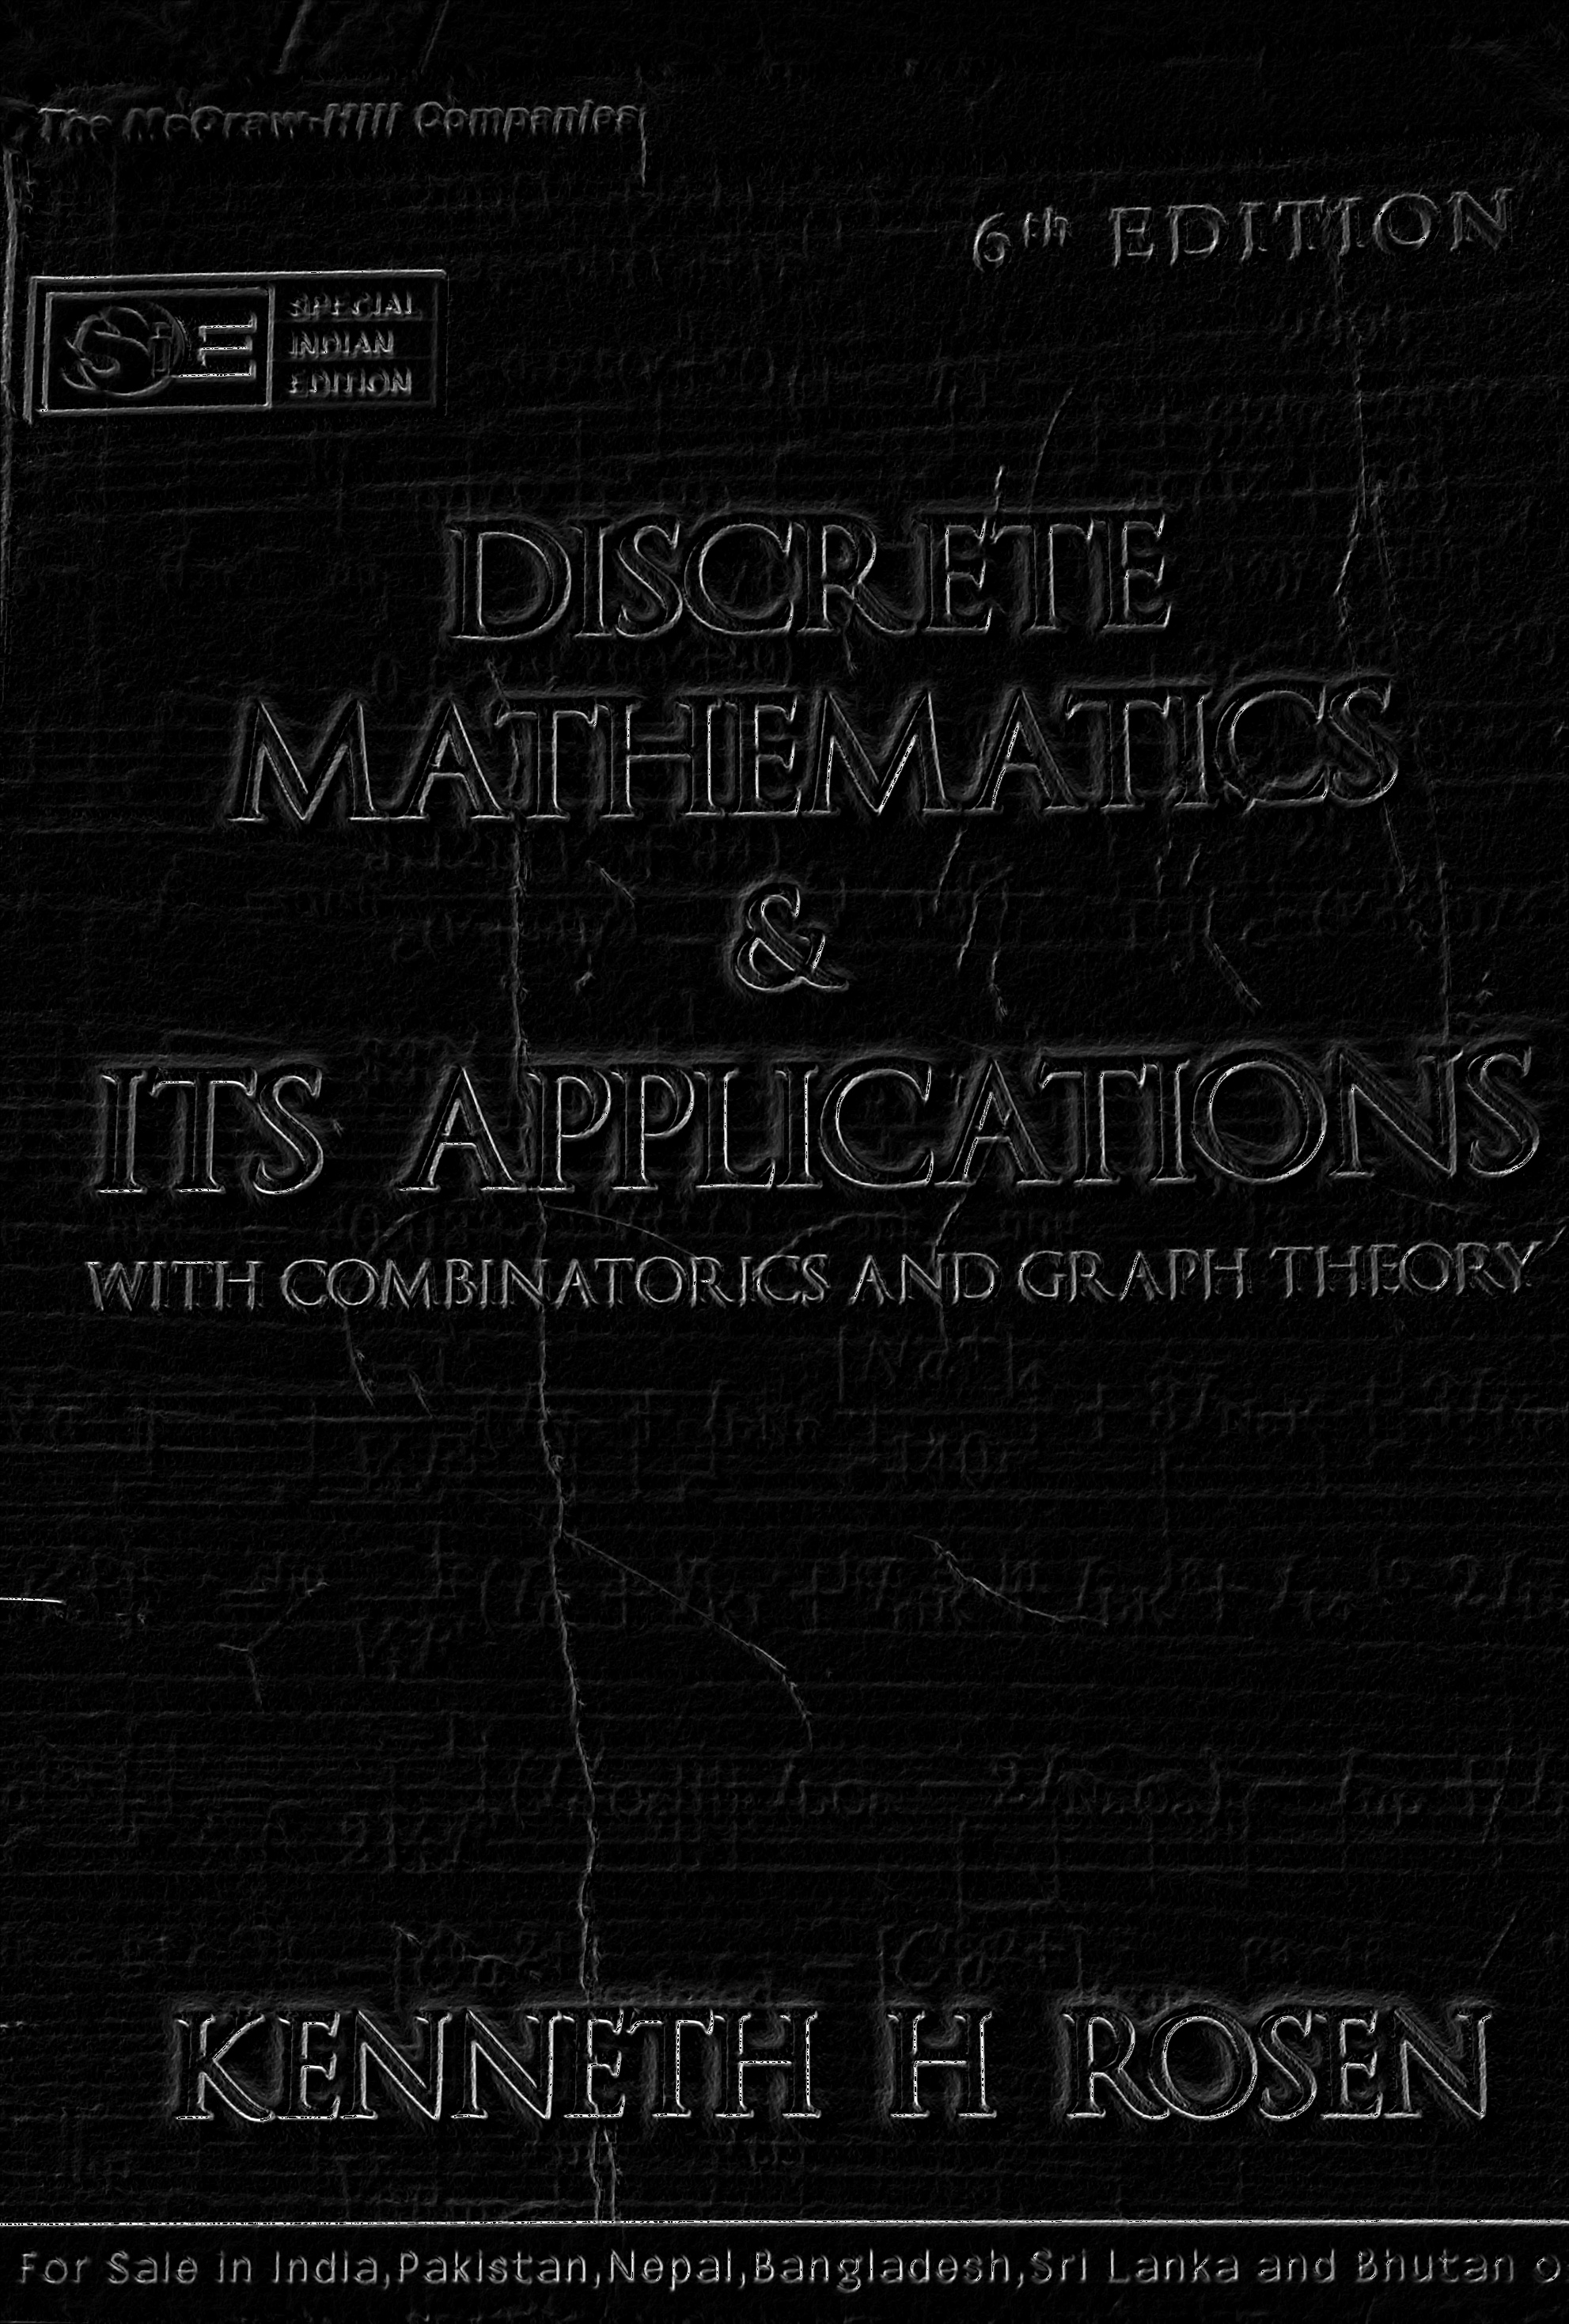 The McGraw-Hill Companies
6th EDITION
SiE
SPECIAL
INDIAN
EDITION
DISCRETE
MATHEMATICS
&
ITS APPLICATIONS
WITH COMBINATORICS AND GRAPH THEORY
KENNETH H ROSEN
For Sale in India,Pakistan,Nepal,Bangladesh,Sri Lanka and Bhutan o